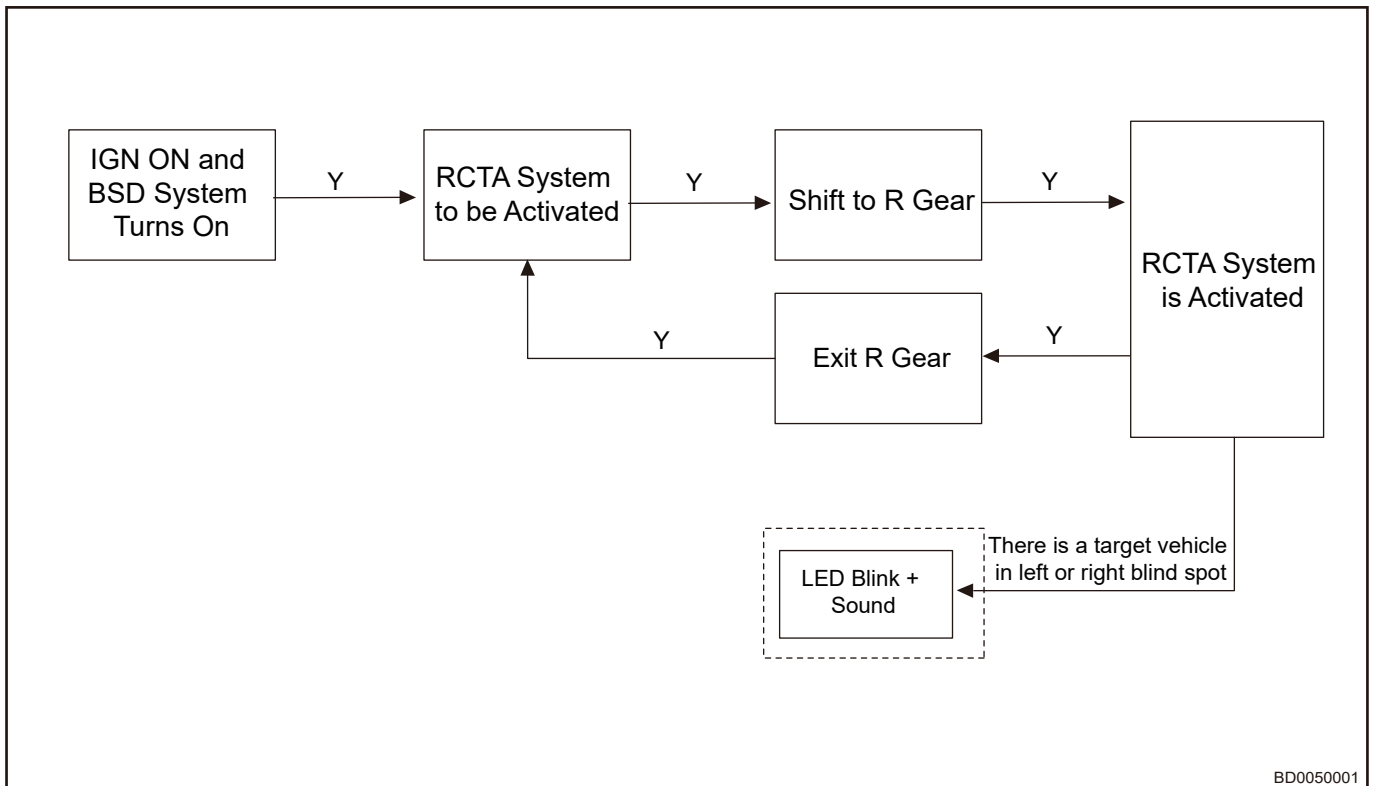 IGN ON and
BSD System
Turns On
Y
RCTA System
to be Activated
Y
Shift to R Gear
Y
RCTA System
is Activated
Y
Exit R Gear
Y
There is a target vehicle
in left or right blind spot
LED Blink +
Sound
BD0050001